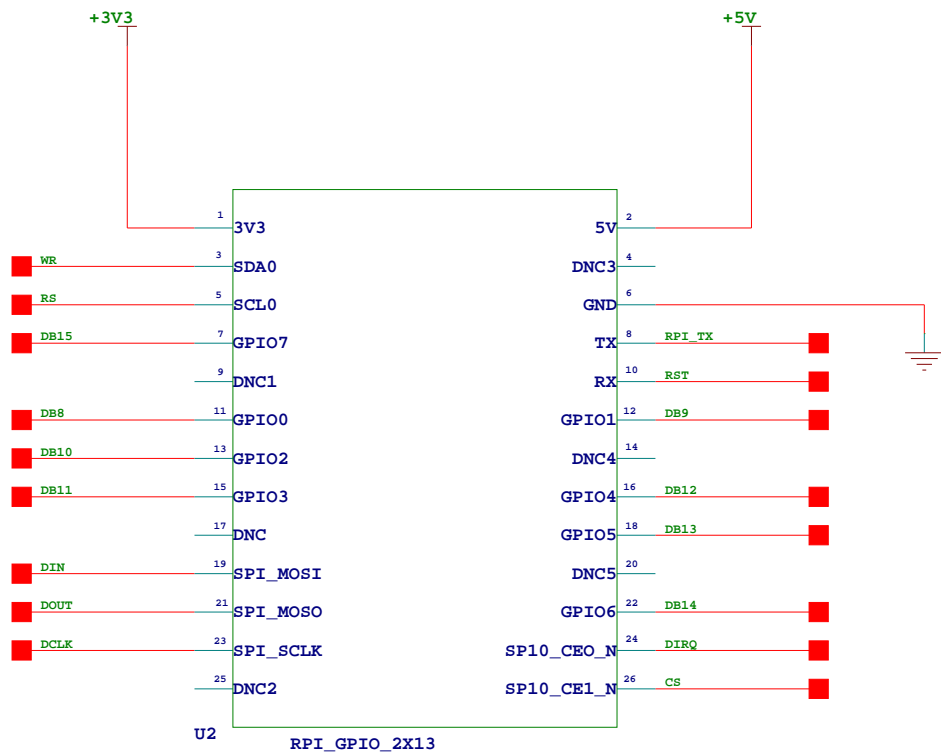 +3V3 +5V
1 3V3 5V 2
WR 3 SDA0 DNC3 4
RS 5 SCL0 GND 6
DB15 7 GPIO7 TX 8 RPI_TX
9 DNC1 RX 10 RST
DB8 11 GPIO0 GPIO1 12 DB9
DB10 13 GPIO2 DNC4 14
DB11 15 GPIO3 GPIO4 16 DB12
17 DNC GPIO5 18 DB13
DIN 19 SPI_MOSI DNC5 20
DOUT 21 SPI_MOSO GPIO6 22 DB14
DCLK 23 SPI_SCLK SP10_CEO_N 24 DIRQ
25 DNC2 SP10_CE1_N 26 CS
U2 RPI_GPIO_2X13